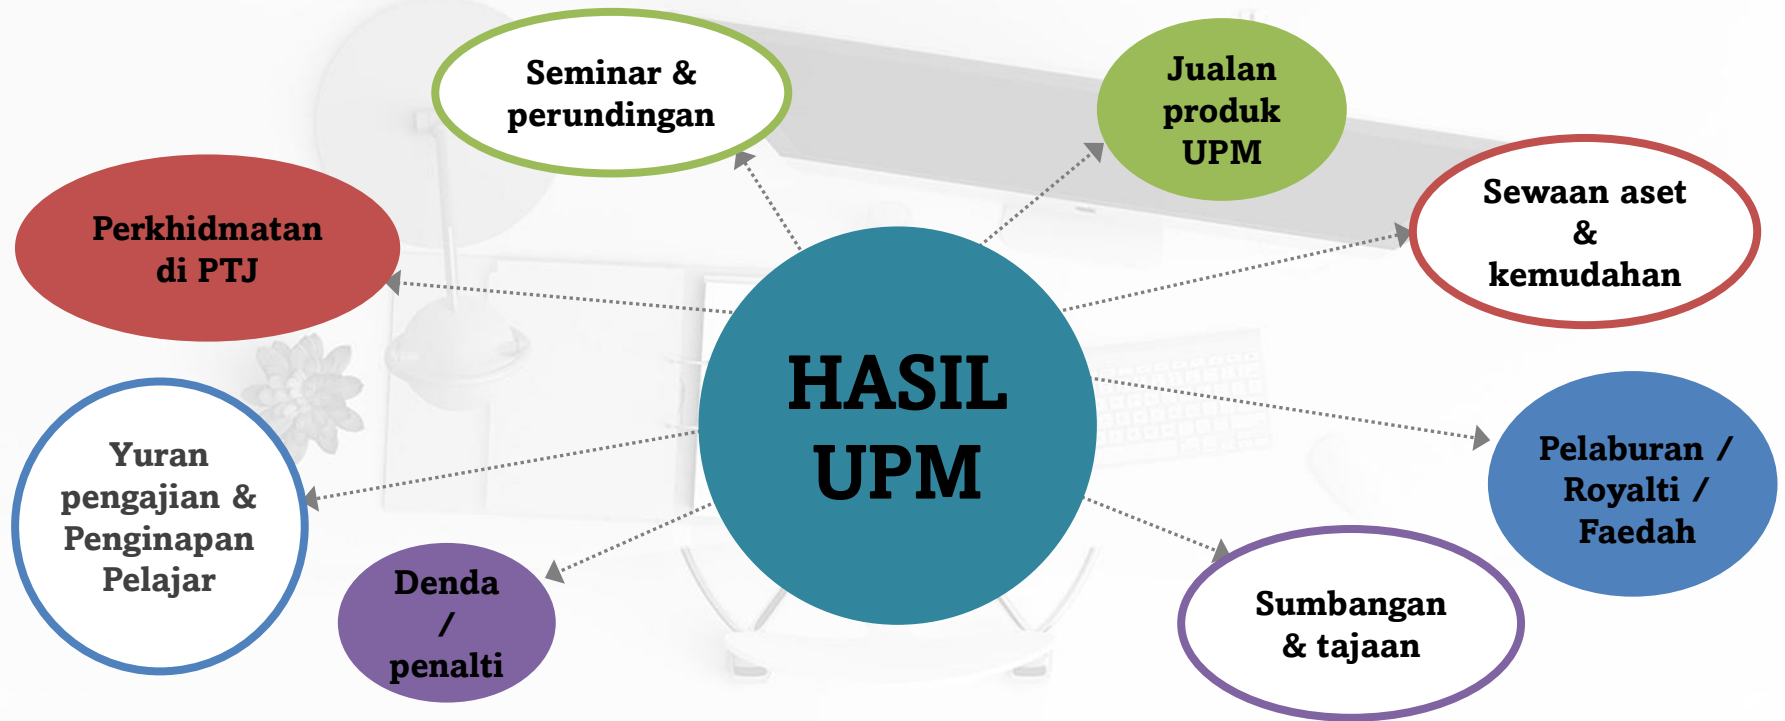 Seminar &
perundingan
Jualan
produk
UPM
Sewaan aset
&
kemudahan
Perkhidmatan
di PTJ
HASIL
UPM
Yuran
pengajian &
Penginapan
Pelajar
Pelaburan /
Royalti /
Faedah
Denda
/
penalti
Sumbangan
& tajaan